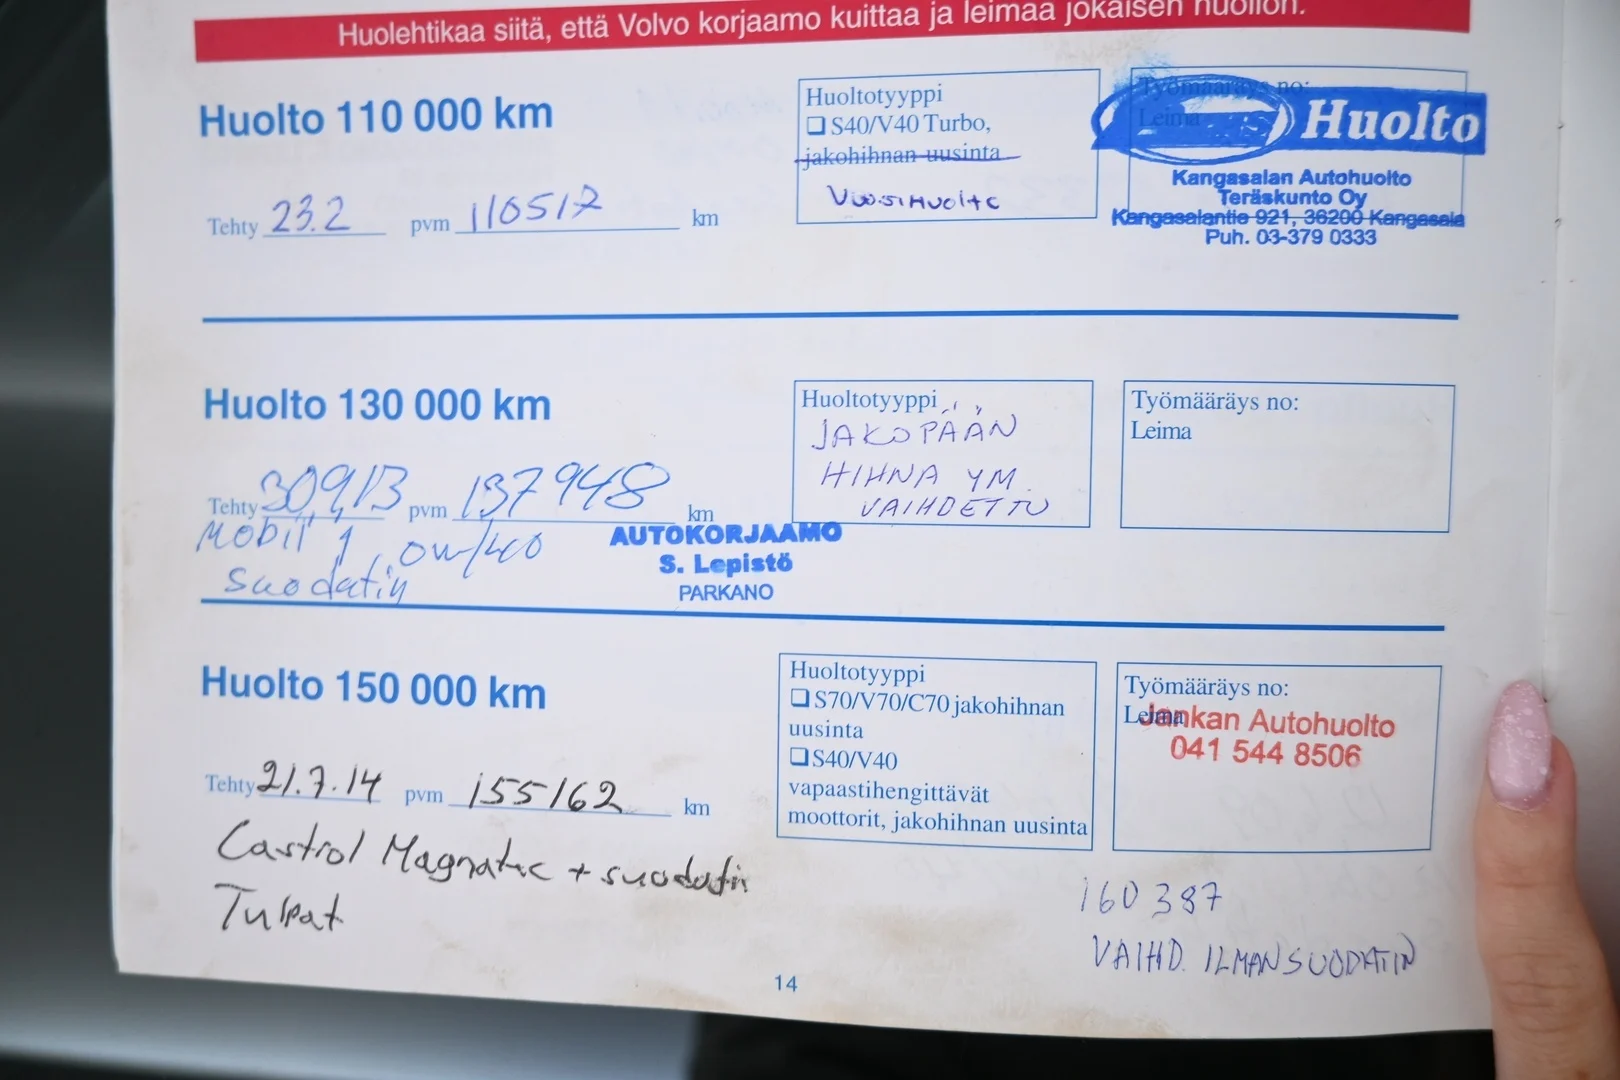 Huolehtikaa siitä, että Volvo korjaamo kuittaa ja leimaa jokaisen huollon.
Huolto 110 000 km
Tehty 23.2 pvm 110517 km
Huoltotyyppi
❏ S40/V40 Turbo,
jakohihnan uusinta
VUOSIHUOLTO
Työmääräys no:
Leima
Huolto
Kangasalan Autohuolto
Teräskunto Oy
Kangasalantie 921, 36200 Kangasala
Puh. 03-379 0333
Huolto 130 000 km
Tehty 30,9,13 pvm 137948 km
Mobil 1, 0w/40
suodatin
AUTOKORJAAMO
S. Lepistö
PARKANO
Huoltotyyppi
JAKOPÄÄN
HIHNA YM.
VAIHDETTU
Työmääräys no:
Leima
Huolto 150 000 km
Tehty 21.7.14 pvm 155162 km
Castrol Magnatec + suodatin
Tulpat
Huoltotyyppi
❏ S70/V70/C70 jakohihnan
uusinta
❏ S40/V40
vapaastihengittävät
moottorit, jakohihnan uusinta
Työmääräys no:
Leima
Jankan Autohuolto
041 544 8506
160 387
VAIHD. ILMANSUODATIN
14